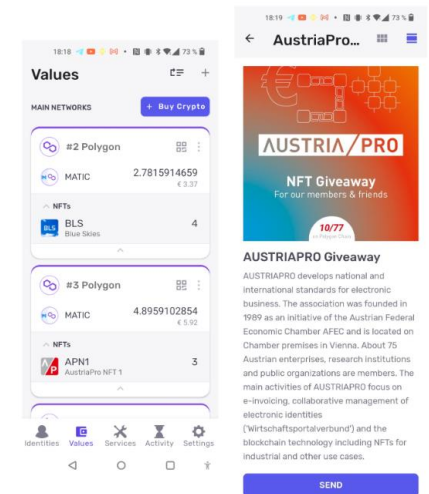 18:18
73 %
Values
MAIN NETWORKS
+ Buy Crypto
#2 Polygon
MATIC
2.7815914659
€ 3.37
NFTs
BLS
BLS
4
Blue Skies
#3 Polygon
MATIC
4.8959102854
€ 5.92
NFTs
APN1
3
AustriaPro NFT 1
Identities
Values
Services
Activity
Settings
18:19
73 %
AustriaPro...
AUSTRIA/PRO
NFT Giveaway
For our members & friends
10/77
on Polygon Chain
AUSTRIAPRO Giveaway
AUSTRIAPRO develops national and
international standards for electronic
business. The association was founded in
1989 as an initiative of the Austrian Federal
Economic Chamber AFEC and is located on
Chamber premises in Vienna. About 75
Austrian enterprises, research institutions
and public organizations are members. The
main activities of AUSTRIAPRO focus on
e-invoicing, collaborative management of
electronic identities
('Wirtschaftsportalverbund') and the
blockchain technology including NFTs for
industrial and other use cases.
SEND